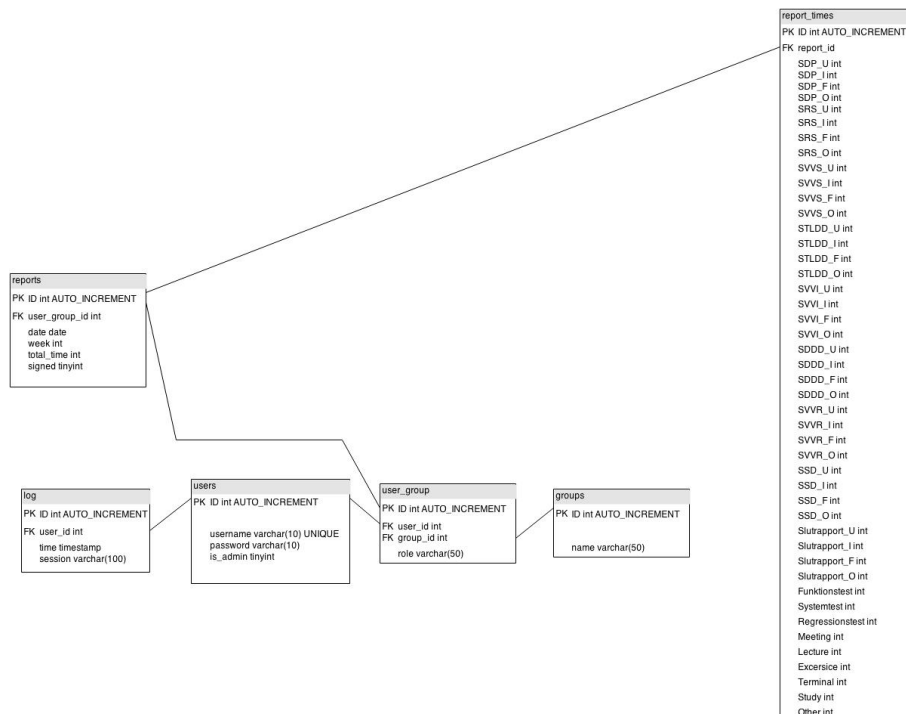 report_times
PK ID int AUTO_INCREMENT
FK report_id
SDP_U int
SDP_I int
SDP_F int
SDP_O int
SRS_U int
SRS_I int
SRS_F int
SRS_O int
SVVS_U int
SVVS_I int
SVVS_F int
SVVS_O int
STLDD_U int
STLDD_I int
STLDD_F int
STLDD_O int
SVVI_U int
SVVI_I int
SVVI_F int
SVVI_O int
SDDD_U int
SDDD_I int
SDDD_F int
SDDD_O int
SVVR_U int
SVVR_I int
SVVR_F int
SVVR_O int
SSD_U int
SSD_I int
SSD_F int
SSD_O int
Slutrapport_U int
Slutrapport_I int
Slutrapport_F int
Slutrapport_O int
Funktionstest int
Systemtest int
Regressionstest int
Meeting int
Lecture int
Excersice int
Terminal int
Study int
Other int
reports
PK ID int AUTO_INCREMENT
FK user_group_id int
date date
week int
total_time int
signed tinyint
log
PK ID int AUTO_INCREMENT
FK user_id int
time timestamp
session varchar(100)
users
PK ID int AUTO_INCREMENT
username varchar(10) UNIQUE
password varchar(10)
is_admin tinyint
user_group
PK ID int AUTO_INCREMENT
FK user_id int
FK group_id int
role varchar(50)
groups
PK ID int AUTO_INCREMENT
name varchar(50)